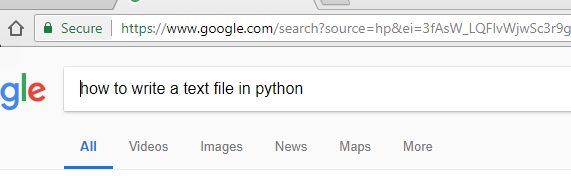 Secure https://www.google.com/search?source=hp&ei=3fAsW_LQFIvWjwSc3r9g
gle
how to write a text file in python
All Videos Images News Maps More